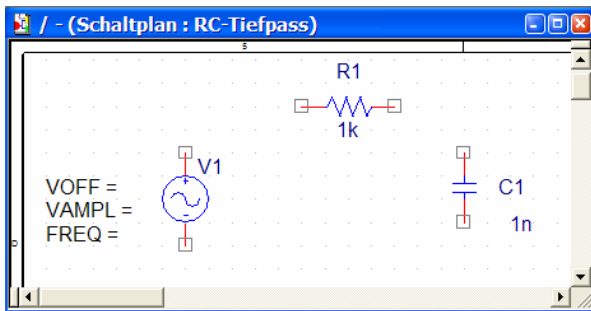 / - (Schaltplan : RC-Tiefpass)
5
R1
1k
V1
VOFF =
VAMPL =
FREQ =
C1
1n
D